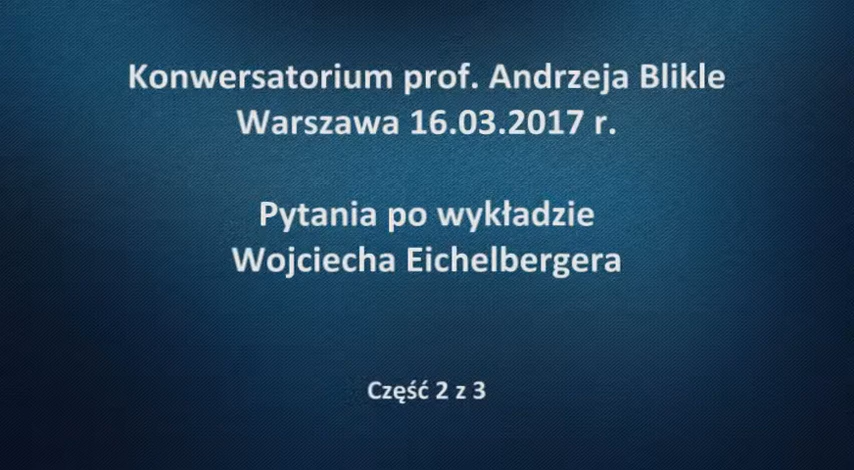 Konwersatorium prof. Andrzeja Blikle
Warszawa 16.03.2017 r.
Pytania po wykładzie
Wojciecha Eichelbergera
Część 2 z 3